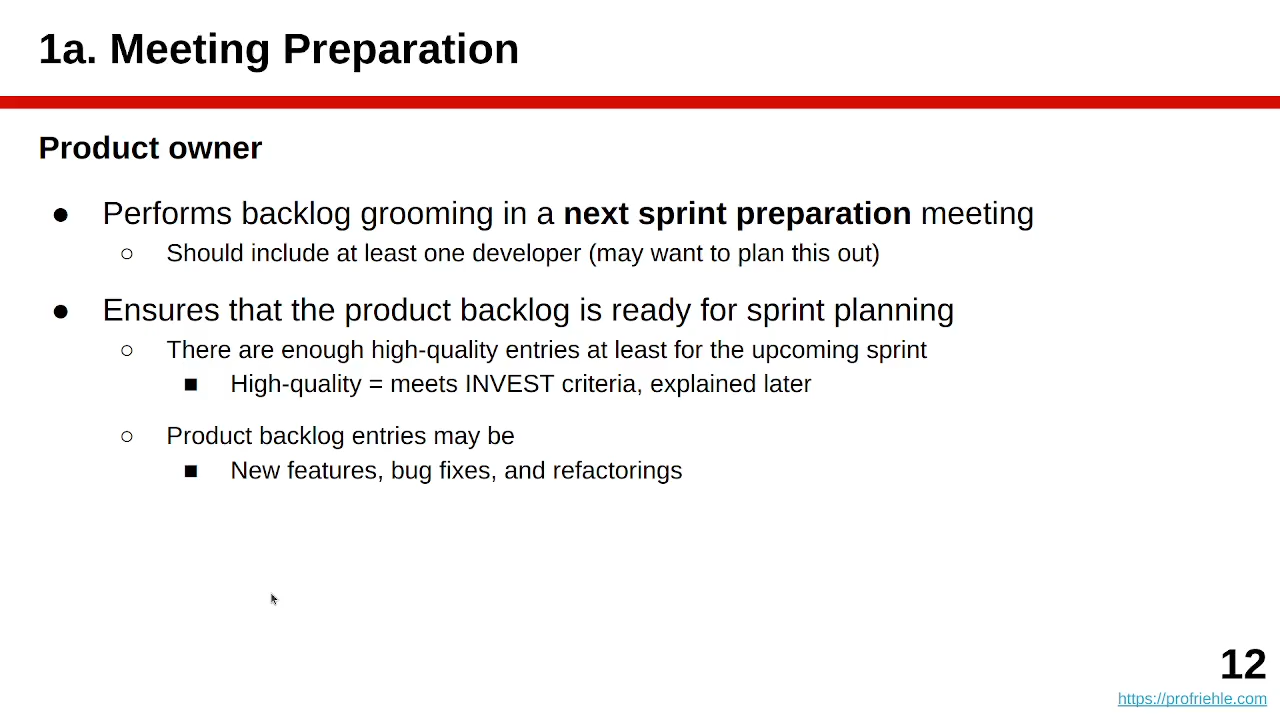 1a. Meeting Preparation
Product owner
● Performs backlog grooming in a next sprint preparation meeting
○ Should include at least one developer (may want to plan this out)
● Ensures that the product backlog is ready for sprint planning
○ There are enough high-quality entries at least for the upcoming sprint
■ High-quality = meets INVEST criteria, explained later
○ Product backlog entries may be
■ New features, bug fixes, and refactorings
12
https://profriehle.com